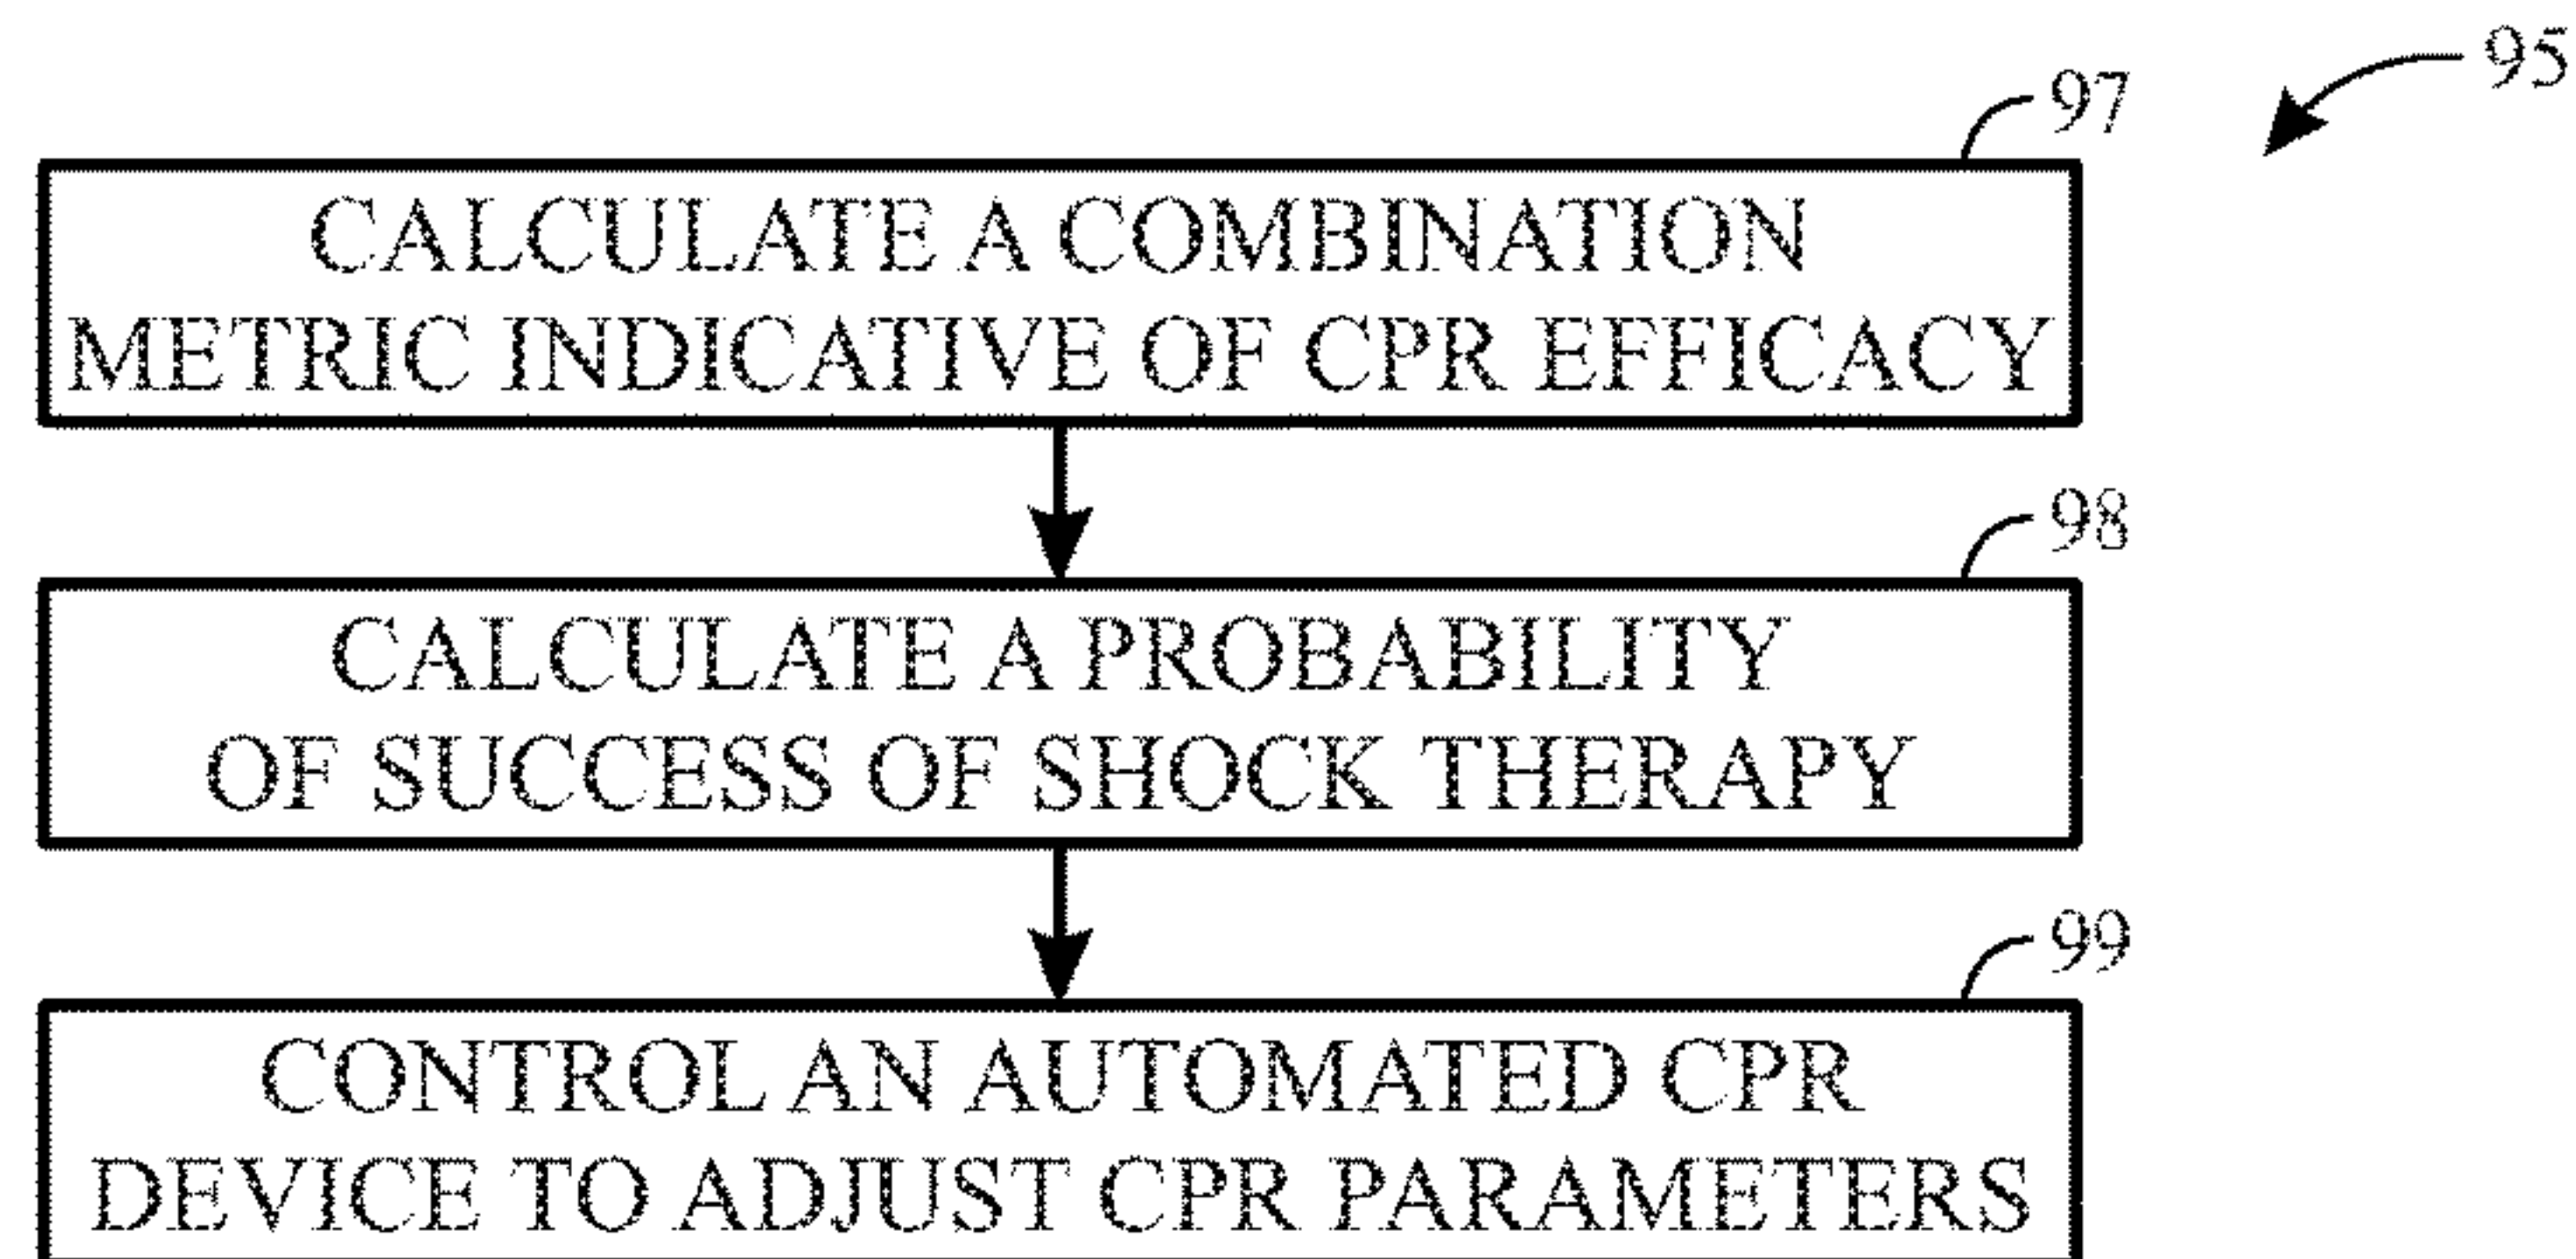 95
97
CALCULATE A COMBINATION
METRIC INDICATIVE OF CPR EFFICACY
98
CALCULATE A PROBABILITY
OF SUCCESS OF SHOCK THERAPY
99
CONTROL AN AUTOMATED CPR
DEVICE TO ADJUST CPR PARAMETERS